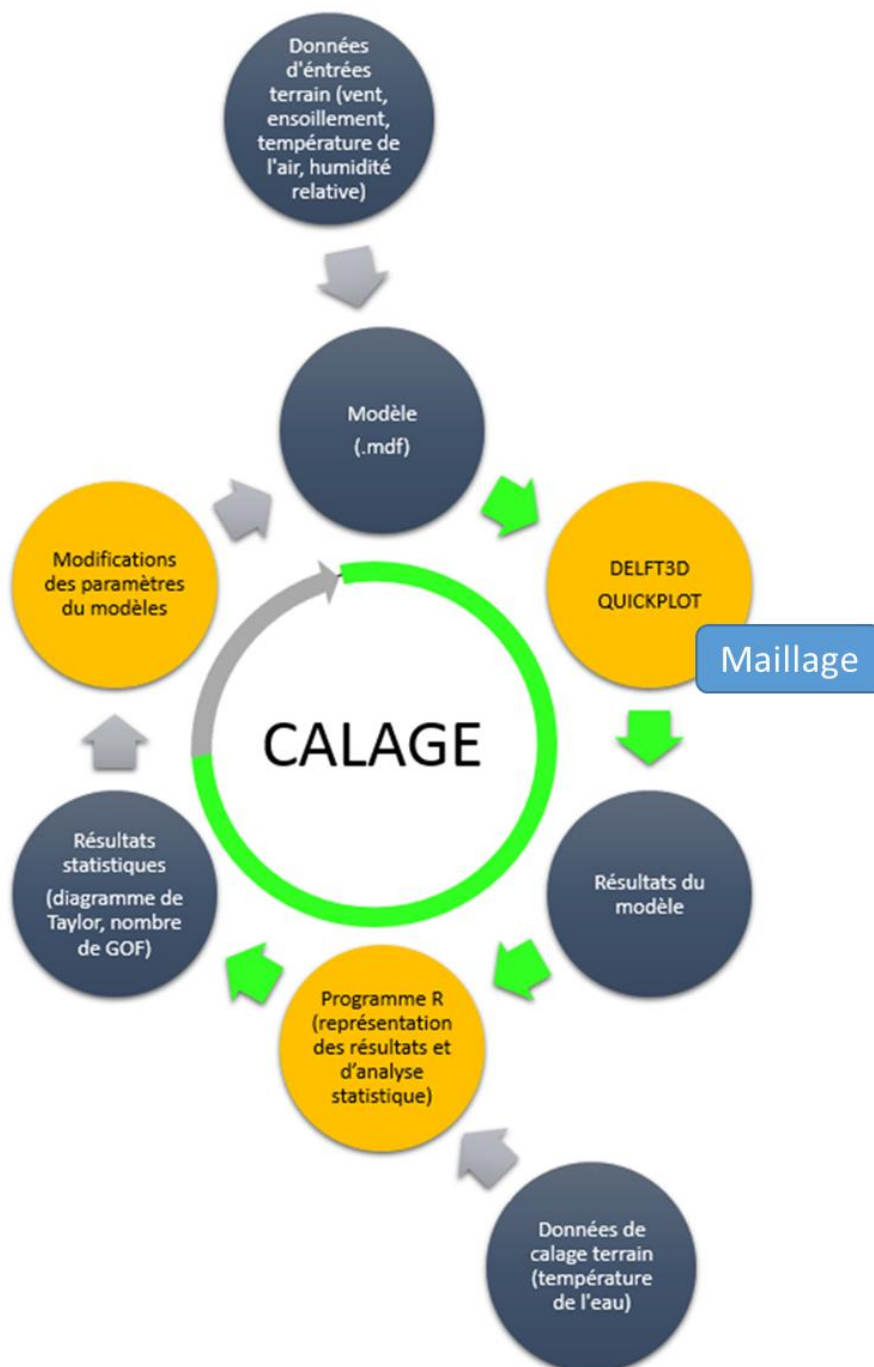 Données
d'éntrées
terrain (vent,
ensoillement,
température de
l'air, humidité
relative)
Modèle
(.mdf)
Modifications
des paramètres
du modèles
DELFT3D
QUICKPLOT
Maillage
CALAGE
Résultats
statistiques
(diagramme de
Taylor, nombre
de GOF)
Résultats du
modèle
Programme R
(représentation
des résultats et
d’analyse
statistique)
Données de
calage terrain
(température
de l'eau)